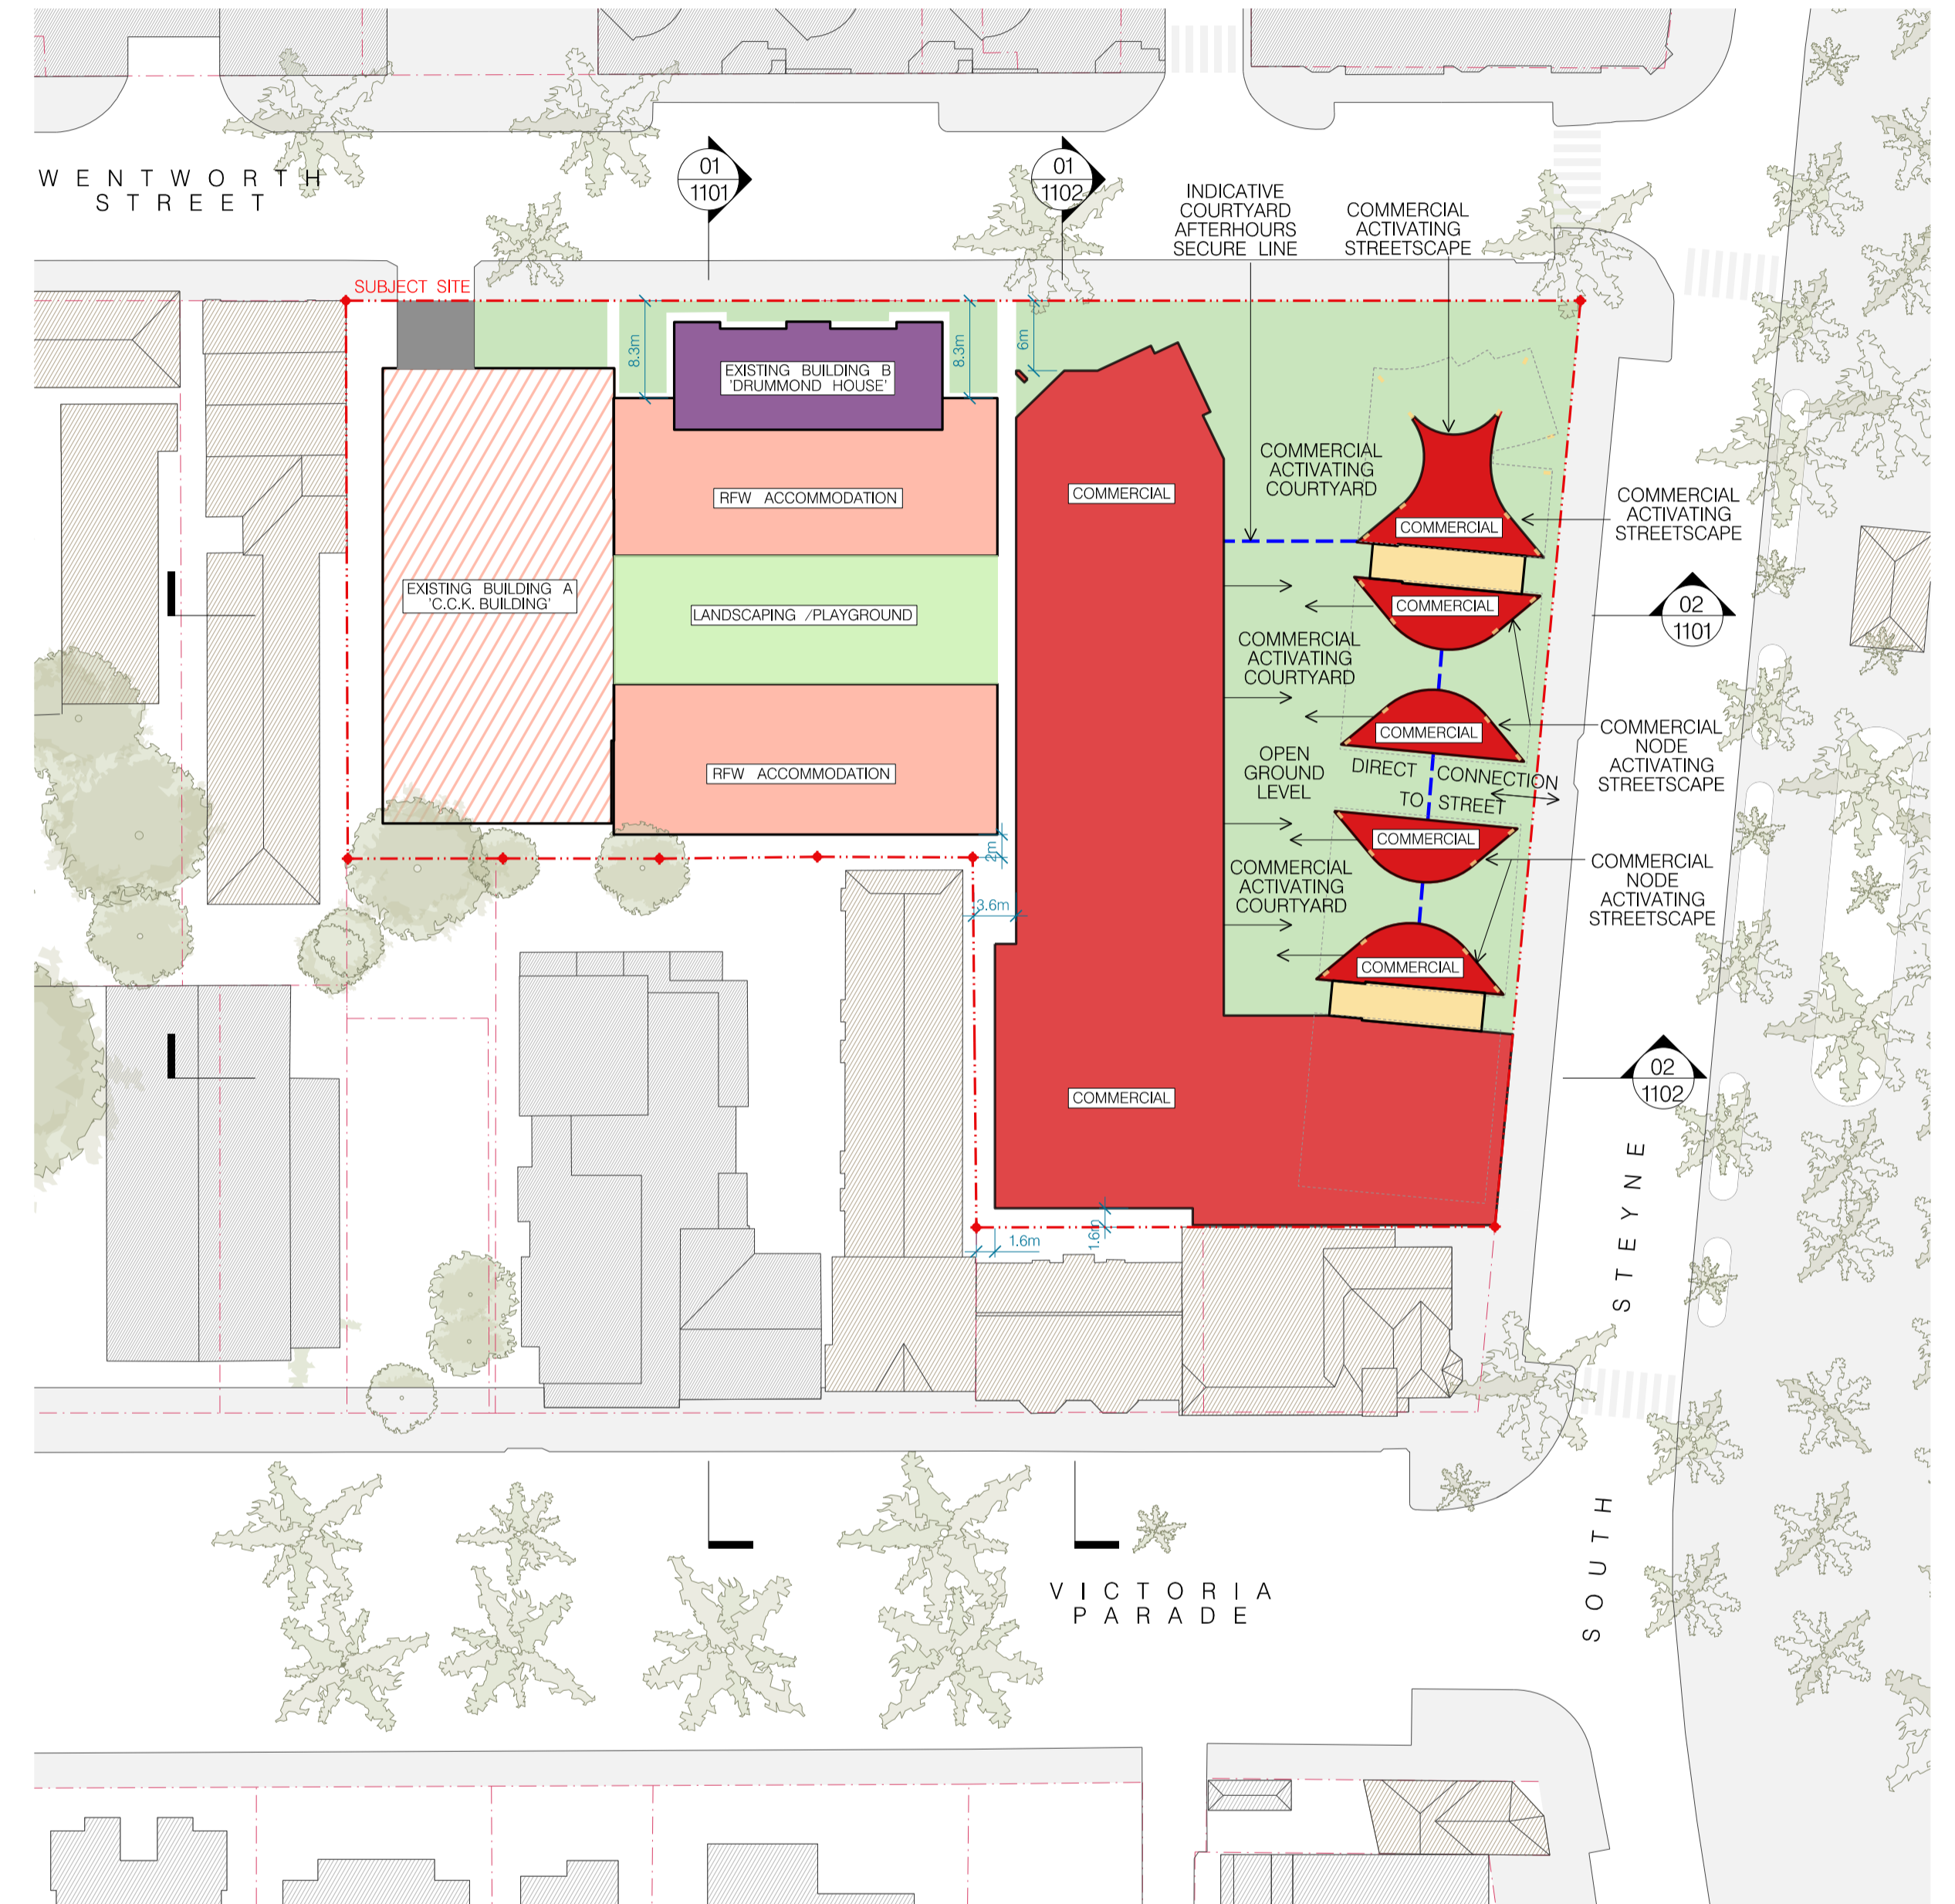 WENTWORTH
STREET
01
1101
01
1102
INDICATIVE
COURTYARD
AFTERHOURS
SECURE LINE
COMMERCIAL
ACTIVATING
STREETSCAPE
SUBJECT SITE
8.3m
8.3m
6m
EXISTING BUILDING B
'DRUMMOND HOUSE'
COMMERCIAL
ACTIVATING
COURTYARD
RFW ACCOMMODATION
COMMERCIAL
COMMERCIAL
COMMERCIAL
ACTIVATING
STREETSCAPE
EXISTING BUILDING A
'C.C.K. BUILDING'
LANDSCAPING /PLAYGROUND
COMMERCIAL
02
1101
COMMERCIAL
ACTIVATING
COURTYARD
COMMERCIAL
COMMERCIAL
NODE
ACTIVATING
STREETSCAPE
RFW ACCOMMODATION
OPEN
GROUND
LEVEL
DIRECT CONNECTION
TO STREET
COMMERCIAL
2m
COMMERCIAL
ACTIVATING
COURTYARD
COMMERCIAL
NODE
ACTIVATING
STREETSCAPE
3.6m
COMMERCIAL
COMMERCIAL
02
1102
1.6m
1.6m
SOUTH STEYNE
VICTORIA
PARADE